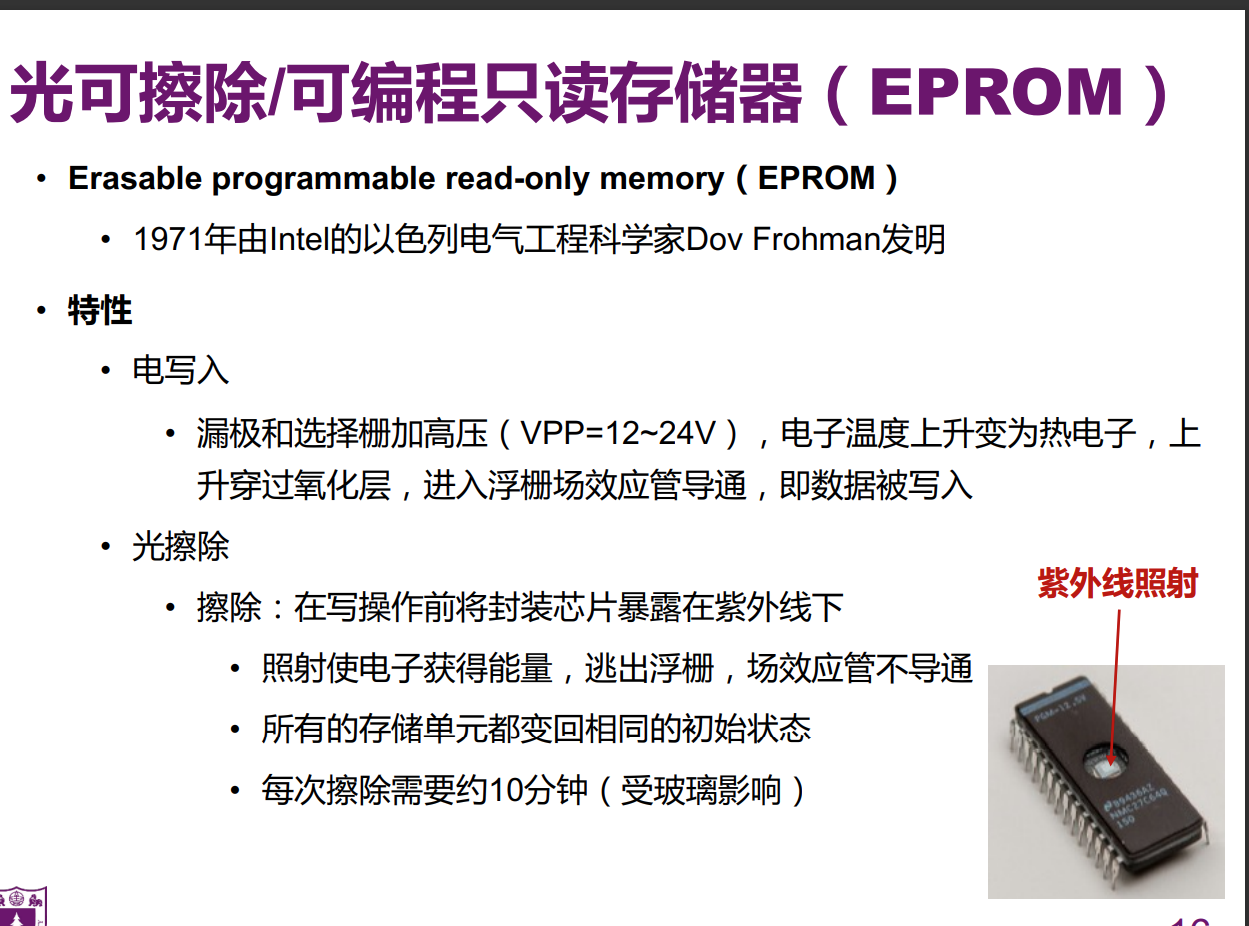 光可擦除/可编程只读存储器（EPROM）
• Erasable programmable read-only memory（EPROM）
• 1971年由Intel的以色列电气工程科学家Dov Frohman发明
• 特性
• 电写入
• 漏极和选择栅加高压（VPP=12~24V），电子温度上升变为热电子，上
升穿过氧化层，进入浮栅场效应管导通，即数据被写入
• 光擦除
• 擦除：在写操作前将封装芯片暴露在紫外线下
• 照射使电子获得能量，逃出浮栅，场效应管不导通
• 所有的存储单元都变回相同的初始状态
• 每次擦除需要约10分钟（受玻璃影响）
紫外线照射
PGM=12.5V
NMC27C64Q
150